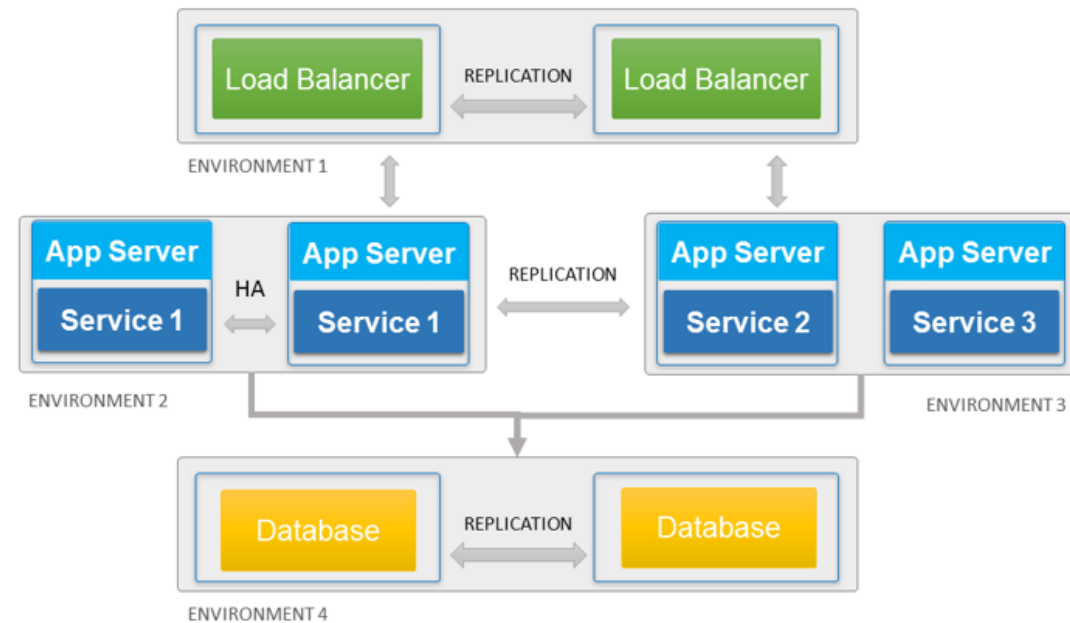 Load Balancer
REPLICATION
Load Balancer
ENVIRONMENT 1
App Server
Service 1
HA
App Server
Service 1
REPLICATION
App Server
Service 2
App Server
Service 3
ENVIRONMENT 2
ENVIRONMENT 3
Database
REPLICATION
Database
ENVIRONMENT 4